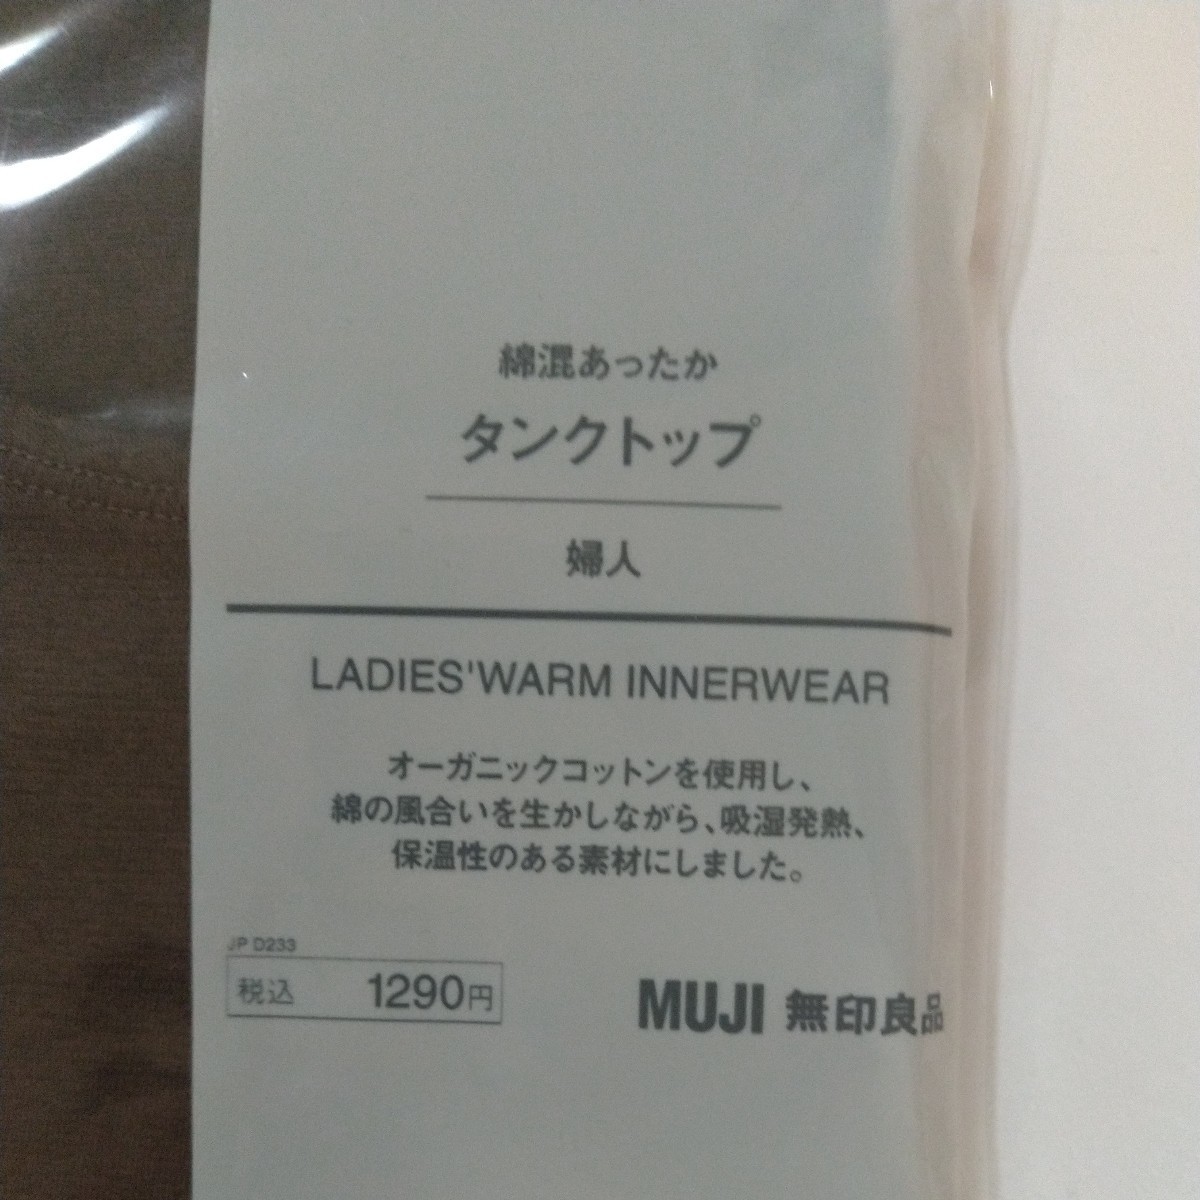 綿混あったか
タンクトップ
婦人
LADIES'WARM INNERWEAR
オーガニックコットンを使用し、
綿の風合いを生かしながら、吸湿発熱、
保温性のある素材にしました。
JP D233
税込 1290円
MUJI 無印良品